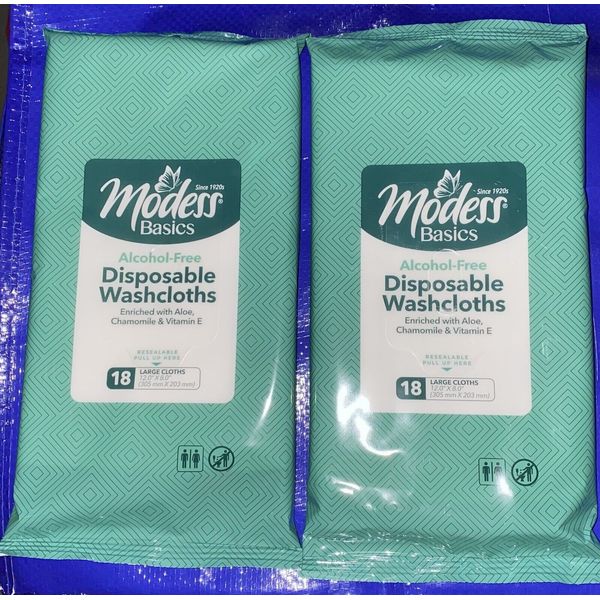 Since 1920s
Modess®
Basics
Alcohol-Free
Disposable
Washcloths
Enriched with Aloe,
Chamomile & Vitamin E
RESEALABLE
PULL UP HERE
18 LARGE CLOTHS
12.0" X 8.0"
(305 mm X 203 mm)
Since 1920s
Modess®
Basics
Alcohol-Free
Disposable
Washcloths
Enriched with Aloe,
Chamomile & Vitamin E
RESEALABLE
PULL UP HERE
18 LARGE CLOTHS
12.0" X 8.0"
(305 mm X 203 mm)